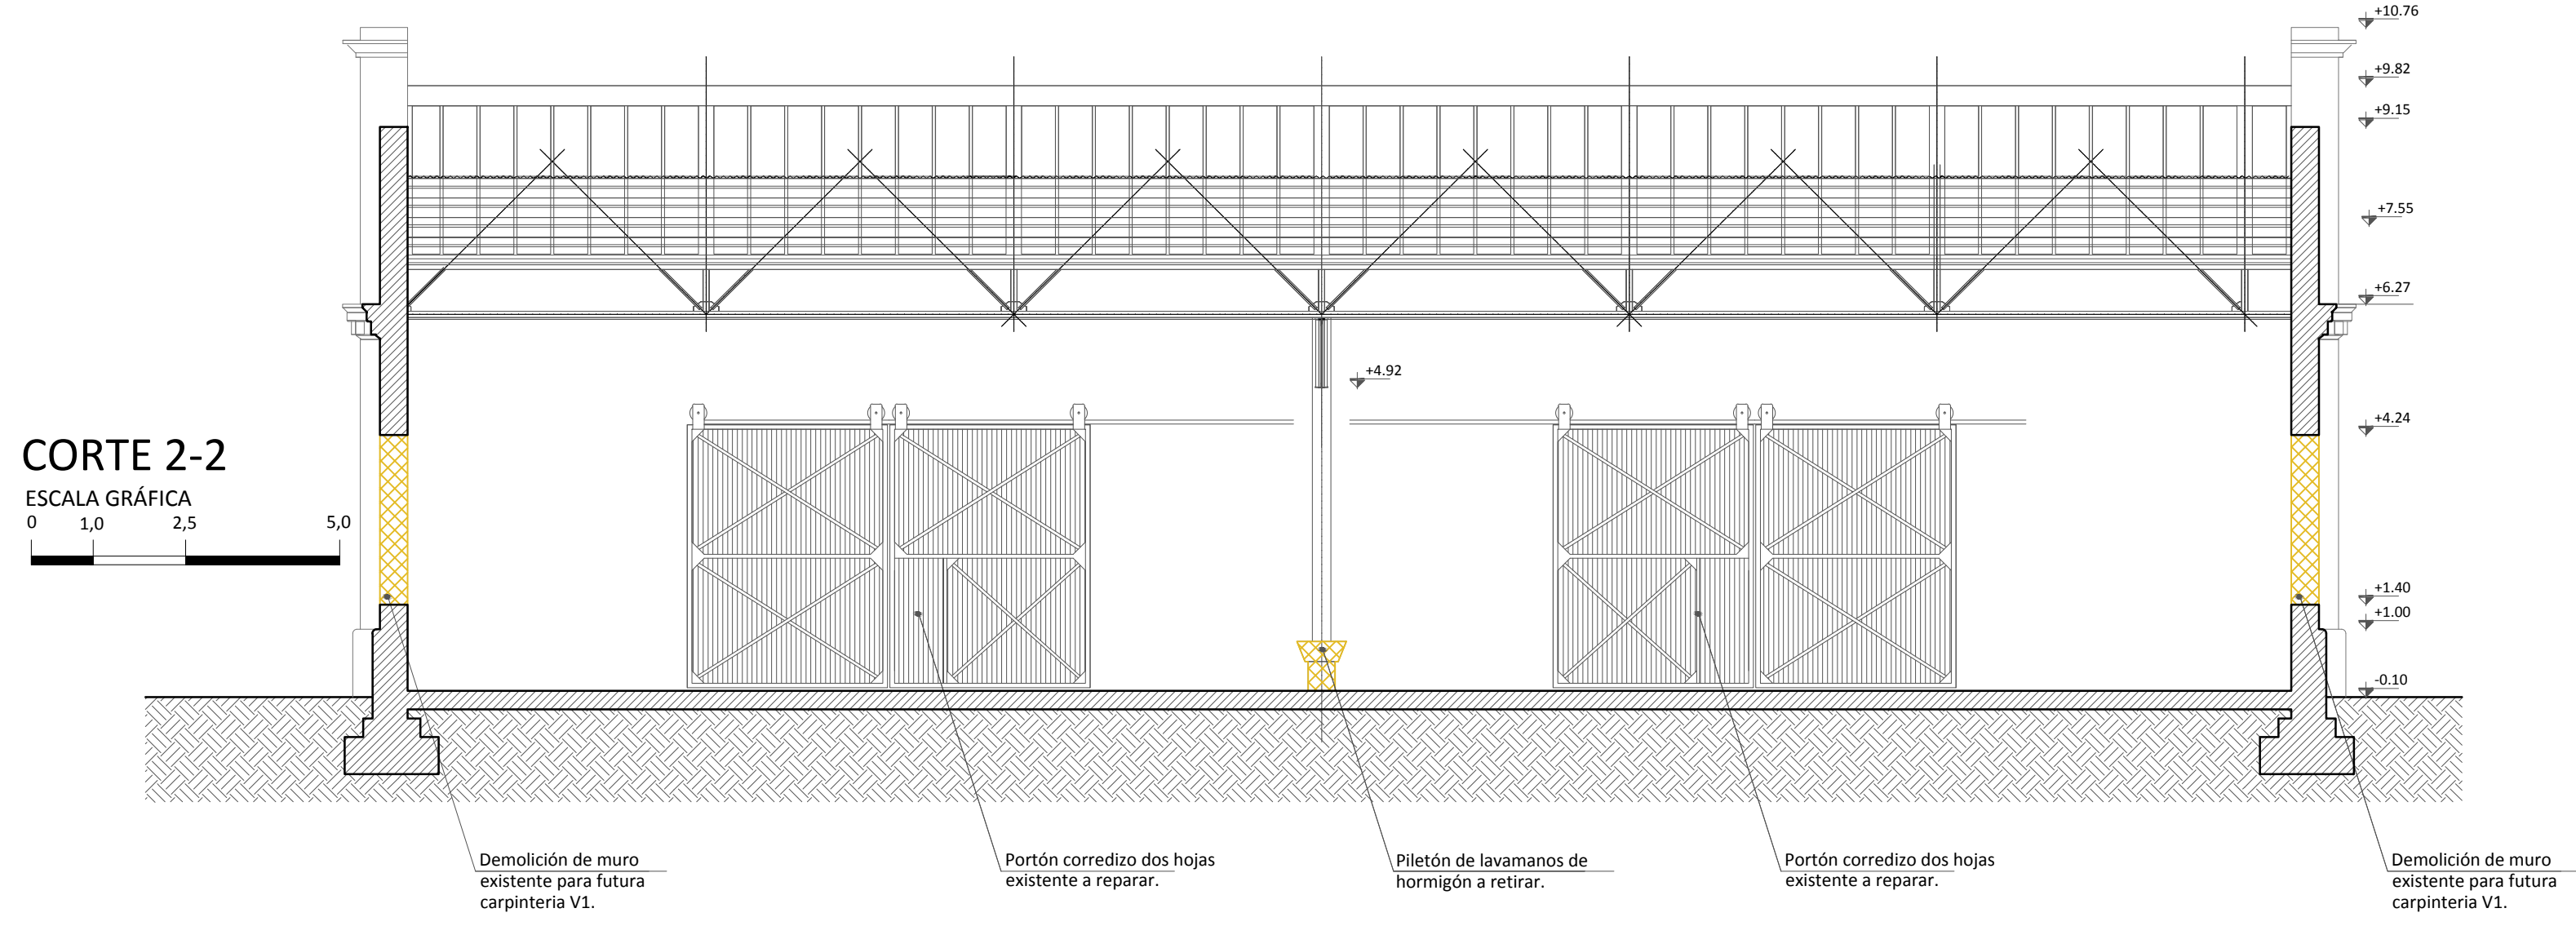 +10.76
+9.82
+9.15
+7.55
+6.27
+4.92
+4.24
CORTE 2-2
ESCALA GRÁFICA
0 1,0 2,5 5,0
+1.40
+1.00
-0.10
Demolición de muro
existente para futura
carpinteria V1.
Portón corredizo dos hojas
existente a reparar.
Piletón de lavamanos de
hormigón a retirar.
Portón corredizo dos hojas
existente a reparar.
Demolición de muro
existente para futura
carpinteria V1.